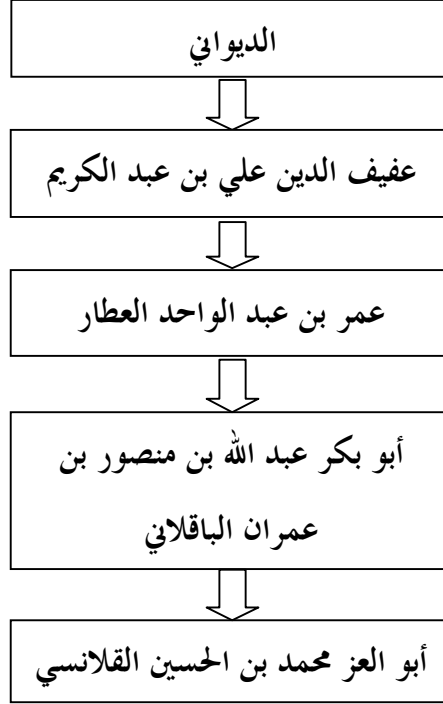 الديواني
عفيف الدين علي بن عبد الكريم
عمر بن عبد الواحد العطار
أبو بكر عبد الله بن منصور بن
عمران الباقلاني
أبو العز محمد بن الحسين القلانسي